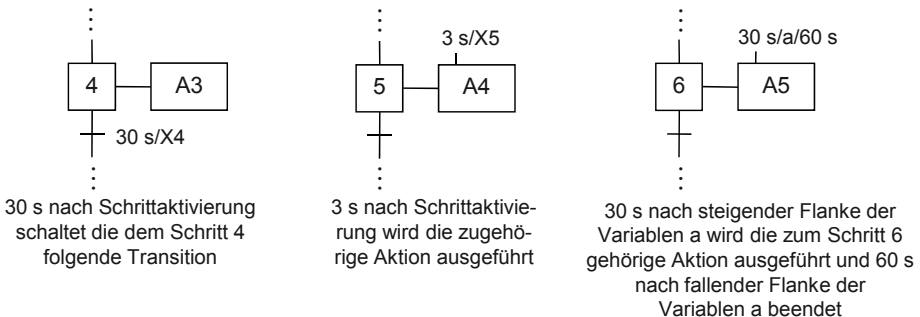 4
A3
30 s/X4
30 s nach Schrittaktivierung
schaltet die dem Schritt 4
folgende Transition
3 s/X5
5
A4
3 s nach Schrittaktivie-
rung wird die zugehö-
rige Aktion ausgeführt
30 s/a/60 s
6
A5
30 s nach steigender Flanke der
Variablen a wird die zum Schritt 6
gehörige Aktion ausgeführt und 60 s
nach fallender Flanke der
Variablen a beendet